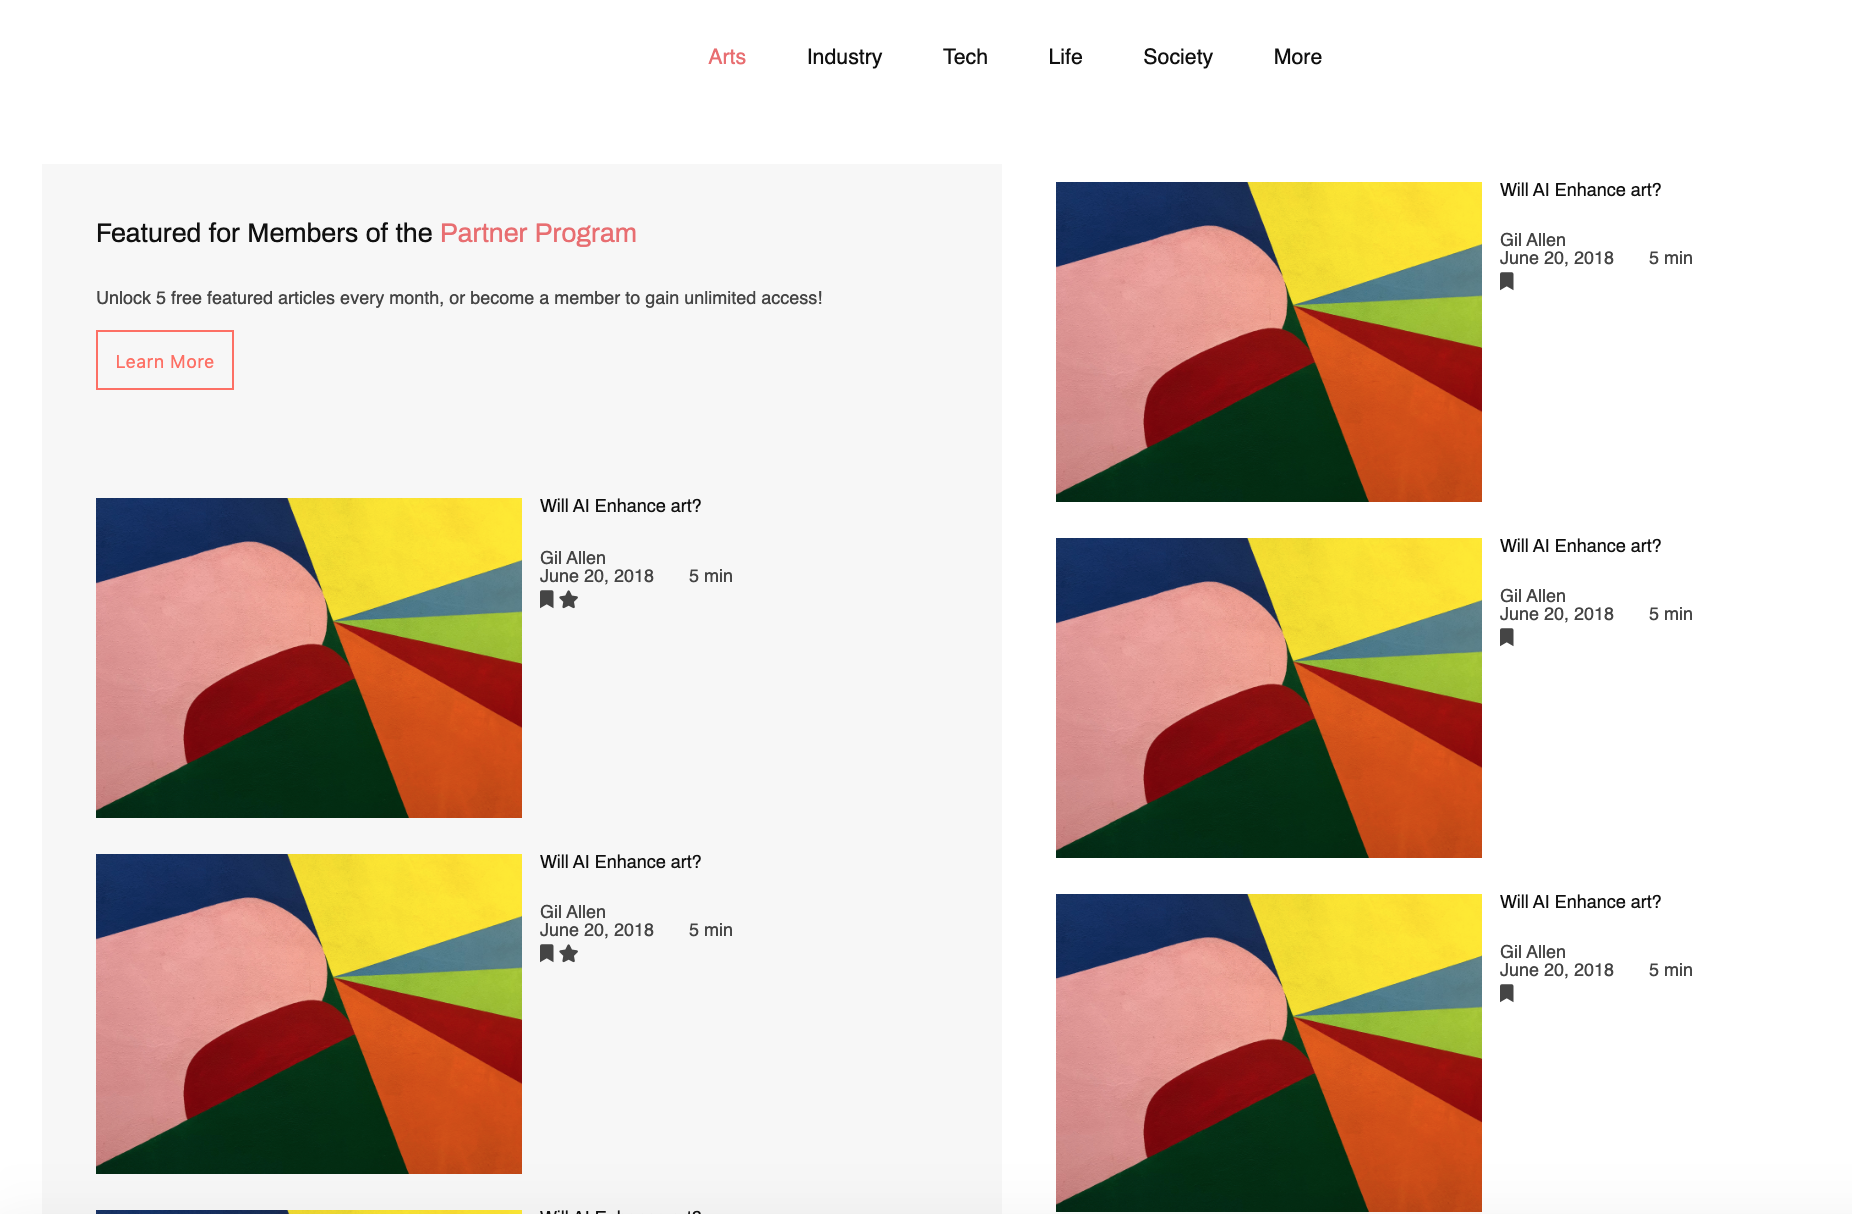 Arts Industry Tech Life Society More
Featured for Members of the Partner Program
Unlock 5 free featured articles every month, or become a member to gain unlimited access!
Learn More
Will AI Enhance art?
Gil Allen
June 20, 2018 5 min
Will AI Enhance art?
Gil Allen
June 20, 2018 5 min
Will AI Enhance art?
Gil Allen
June 20, 2018 5 min
Will AI Enhance art?
Gil Allen
June 20, 2018 5 min
Will AI Enhance art?
Gil Allen
June 20, 2018 5 min